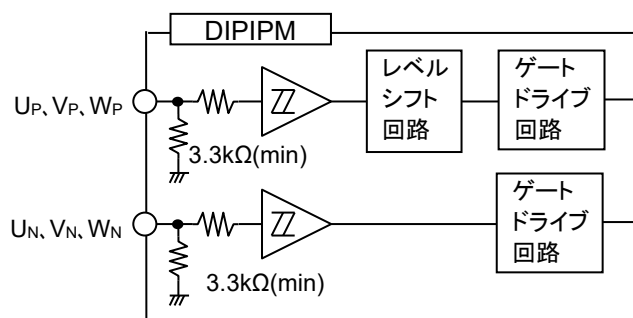 DIPIPM
UP、VP、WP
3.3kΩ(min)
レベル
シフト
回路
ゲート
ドライブ
回路
UN、VN、WN
3.3kΩ(min)
ゲート
ドライブ
回路